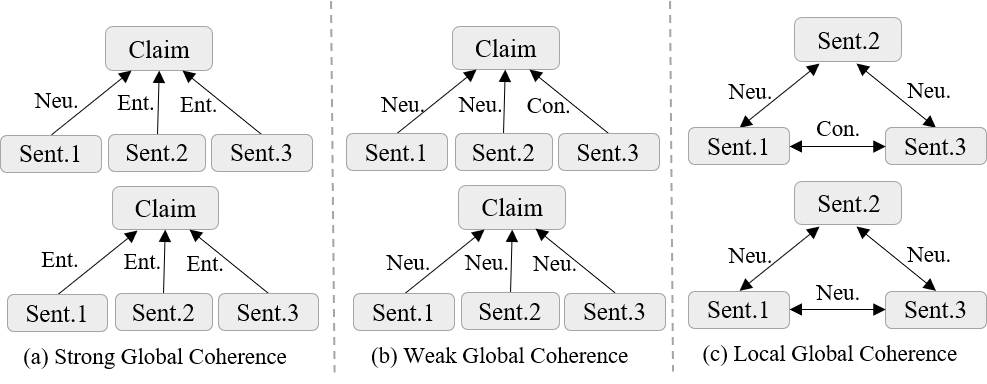 Claim
Neu. Ent. Ent.
Sent.1 Sent.2 Sent.3
Claim
Ent. Ent. Ent.
Sent.1 Sent.2 Sent.3
(a) Strong Global Coherence
Claim
Neu. Neu. Con.
Sent.1 Sent.2 Sent.3
Claim
Neu. Neu. Neu.
Sent.1 Sent.2 Sent.3
(b) Weak Global Coherence
Sent.2
Neu. Neu.
Con.
Sent.1 Sent.3
Sent.2
Neu. Neu.
Neu.
Sent.1 Sent.3
(c) Local Global Coherence